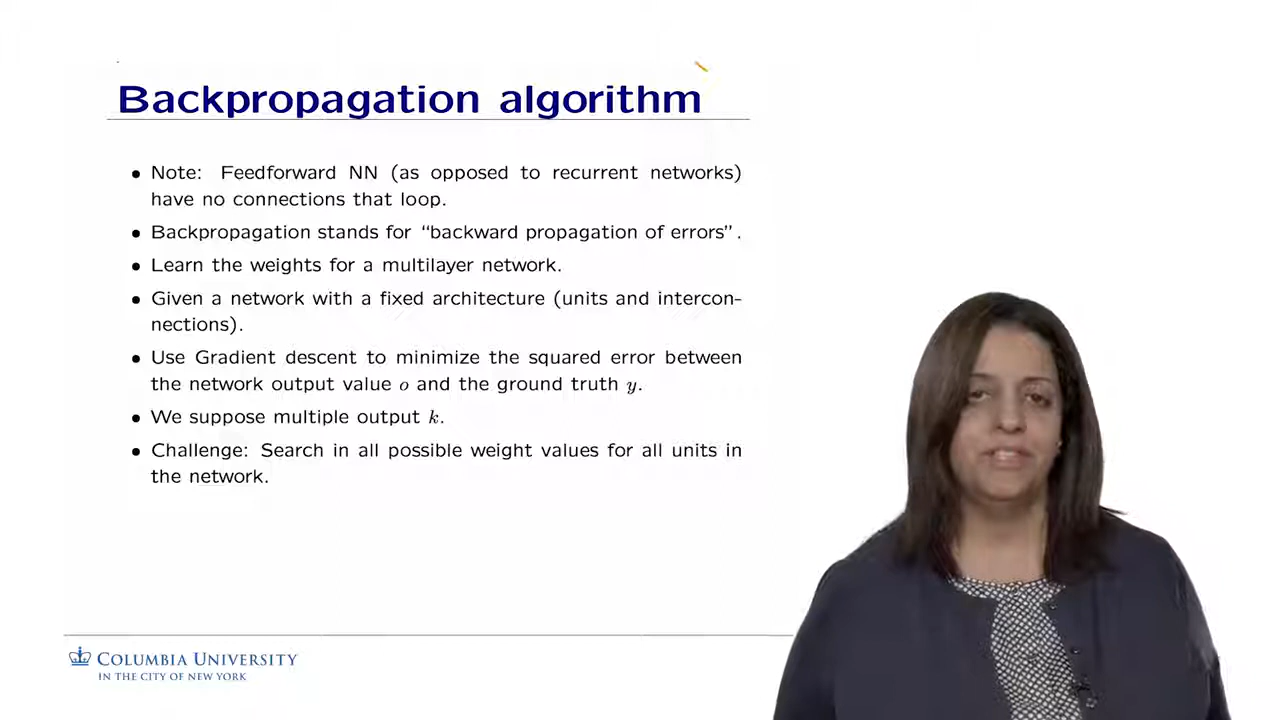 Backpropagation algorithm
• Note: Feedforward NN (as opposed to recurrent networks)
have no connections that loop.
• Backpropagation stands for “backward propagation of errors”.
• Learn the weights for a multilayer network.
• Given a network with a fixed architecture (units and intercon-
nections).
• Use Gradient descent to minimize the squared error between
the network output value o and the ground truth y.
• We suppose multiple output k.
• Challenge: Search in all possible weight values for all units in
the network.
COLUMBIA UNIVERSITY
IN THE CITY OF NEW YORK